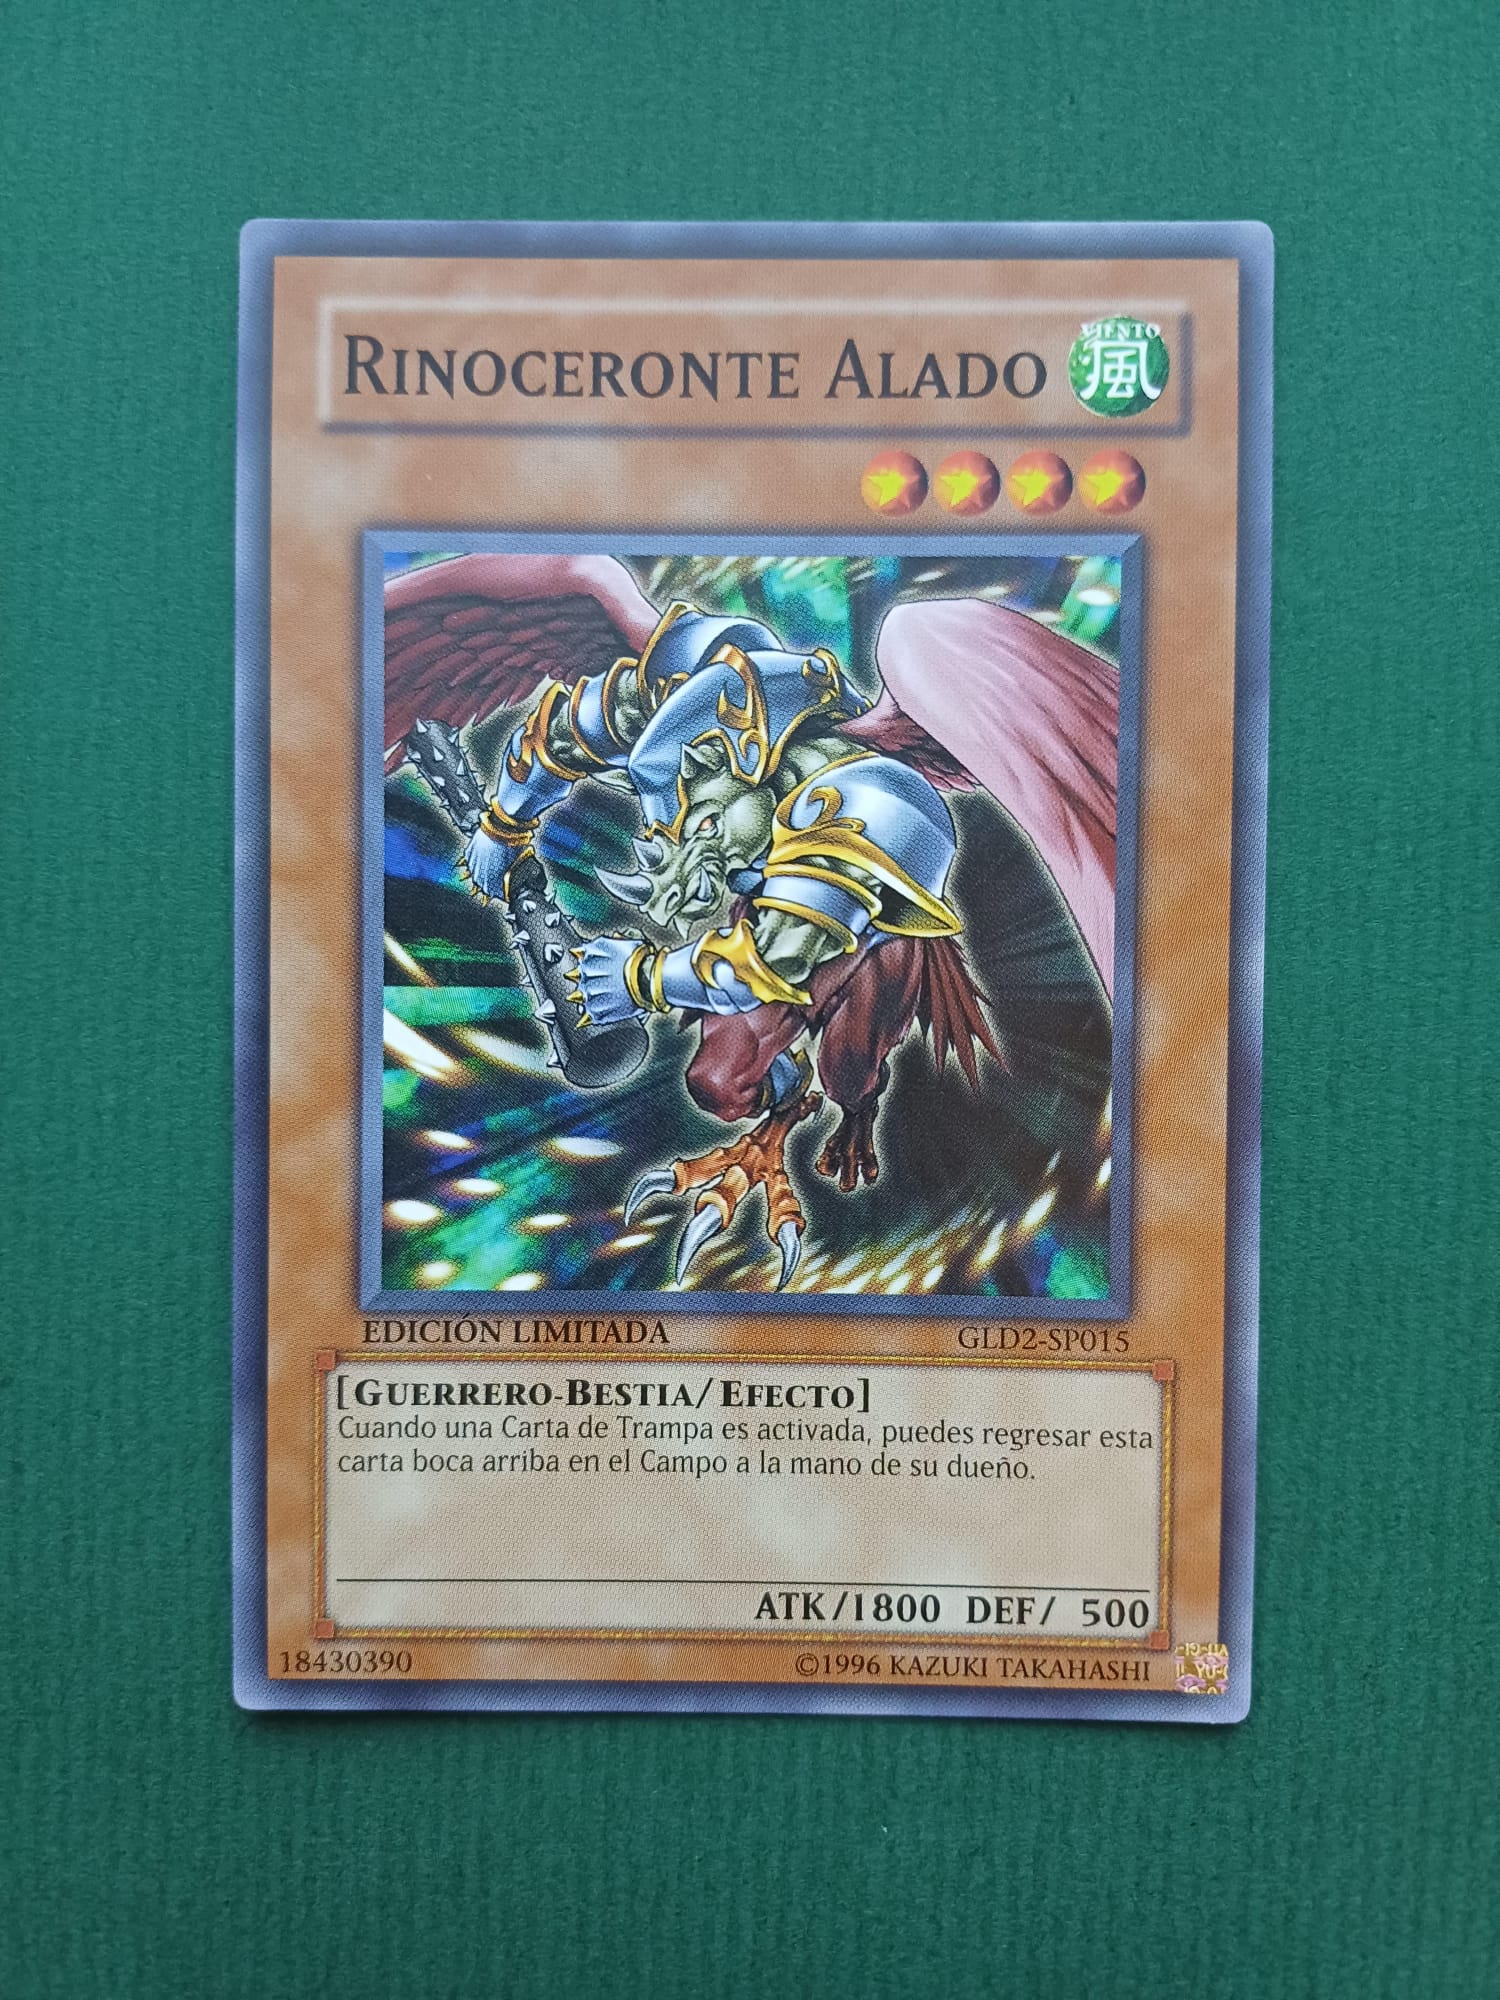 RINOCERONTE ALADO
VIENTO
風
EDICIÓN LIMITADA
GLD2-SP015
[GUERRERO-BESTIA/EFECTO]
Cuando una Carta de Trampa es activada, puedes regresar esta
carta boca arriba en el Campo a la mano de su dueño.
ATK/1800 DEF/ 500
18430390
©1996 KAZUKI TAKAHASHI